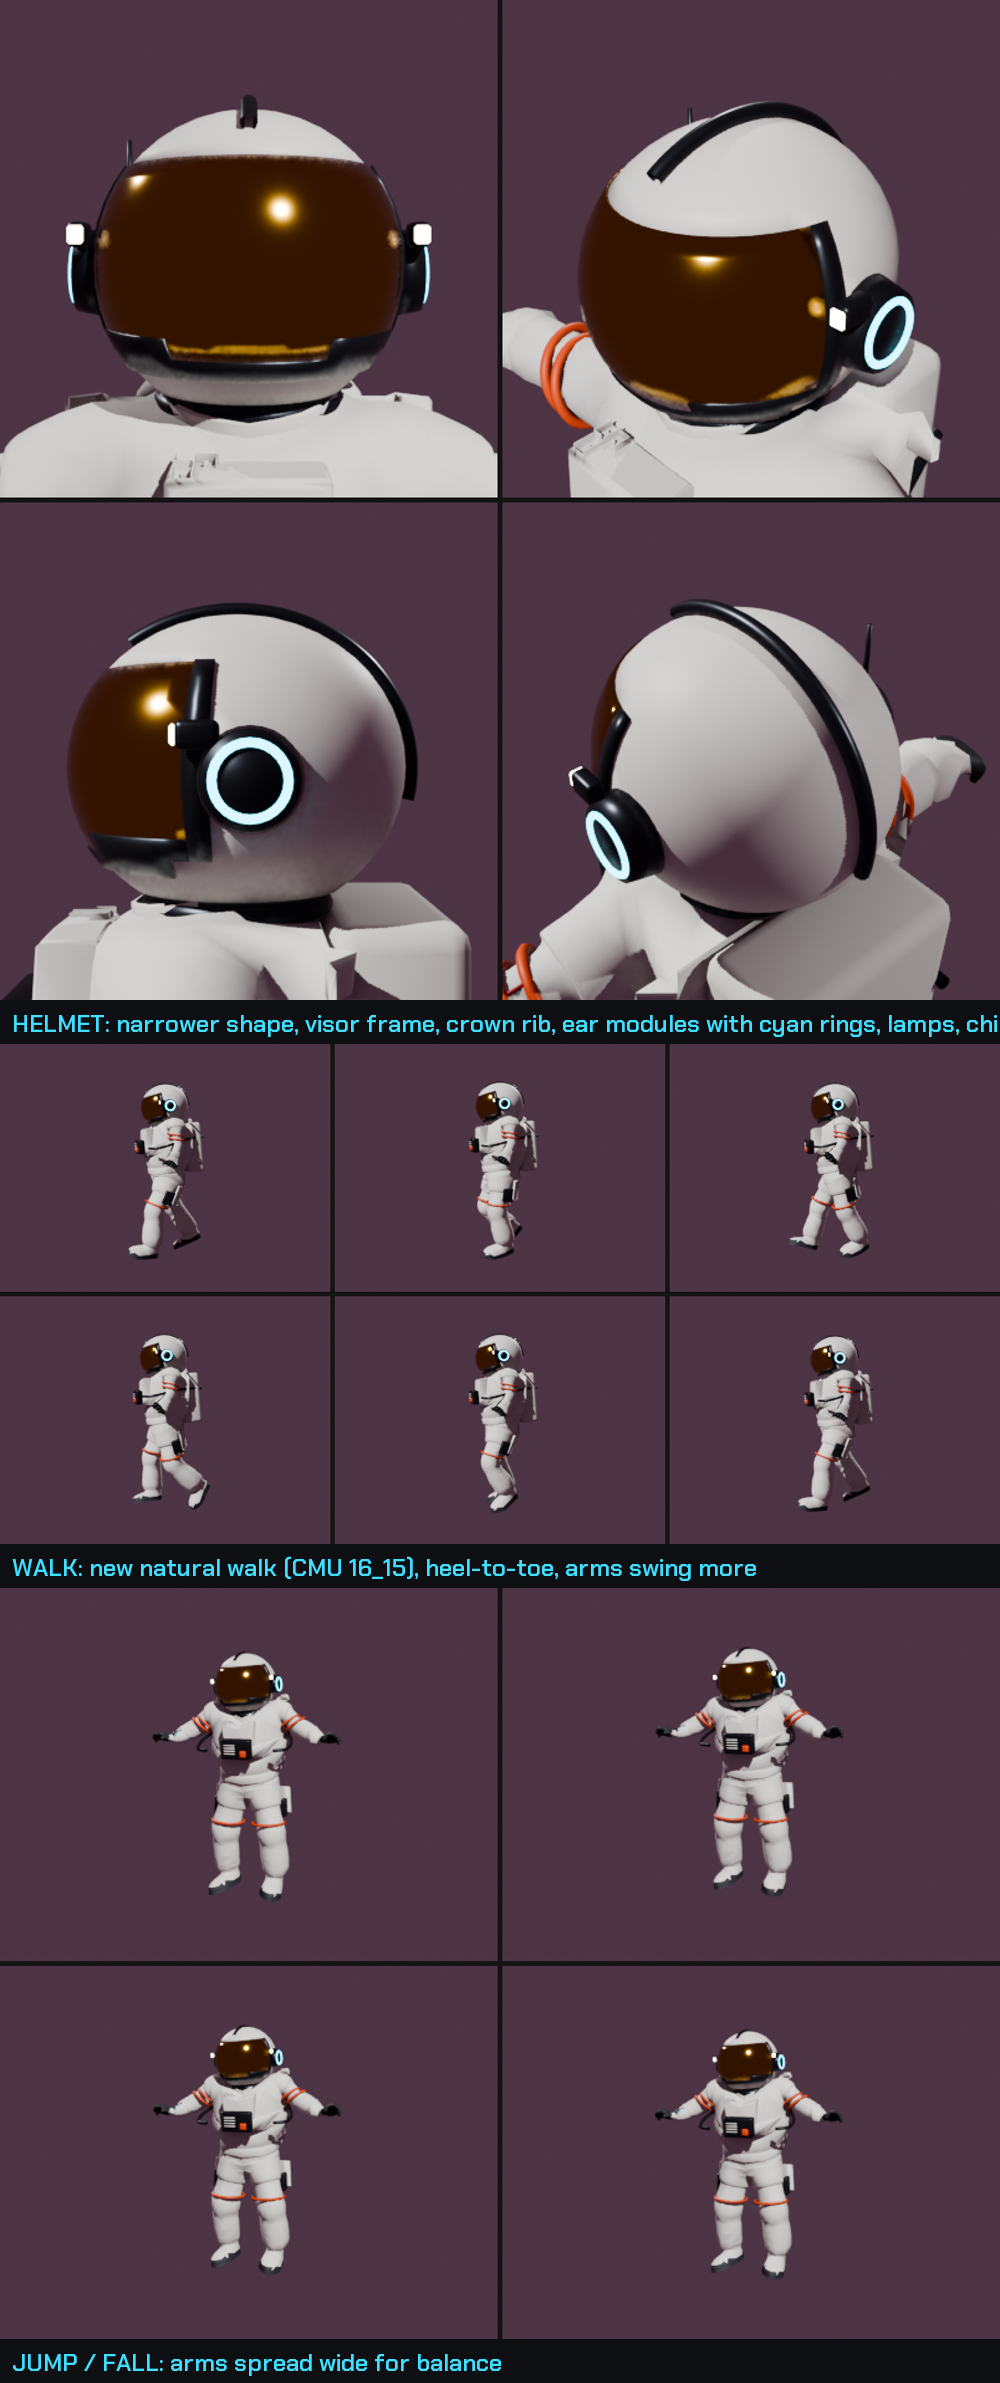 HELMET: narrower shape, visor frame, crown rib, ear modules with cyan rings, lamps, chi
WALK: new natural walk (CMU 16_15), heel-to-toe, arms swing more
JUMP / FALL: arms spread wide for balance